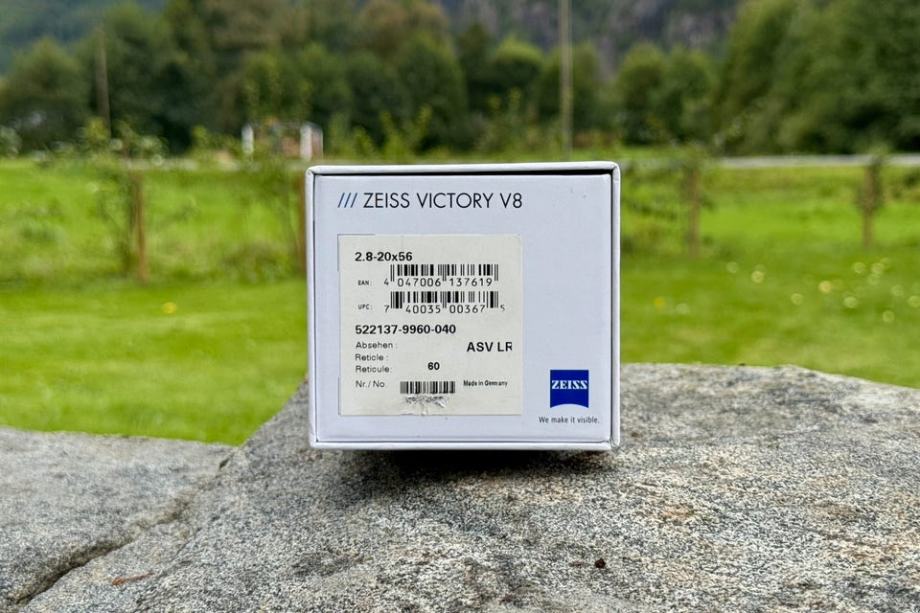 /// ZEISS VICTORY V8
2.8-20x56
EAN: 4 047006 137619
UPC: 7 40035 00367 5
522137-9960-040
Absehen :
ASV LR
Reticle :
Reticule: 60
Nr./ No. Made in Germany
ZEISS
We make it visible.